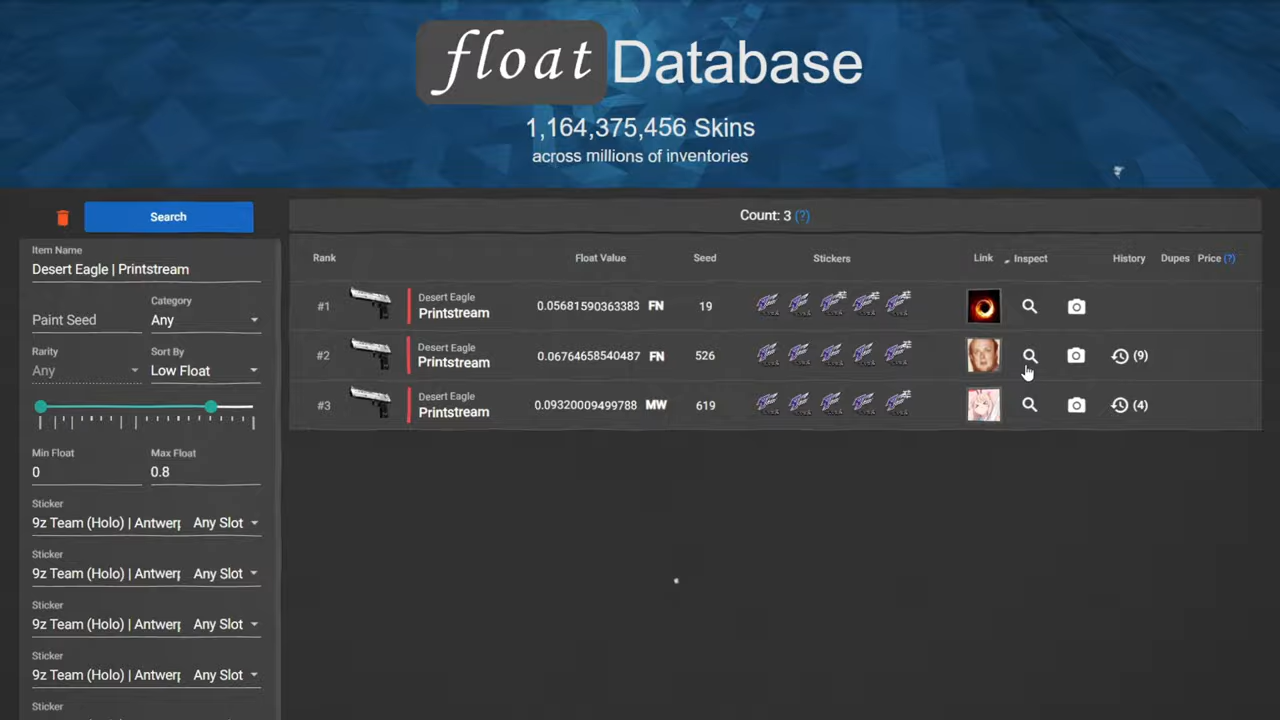 float Database
1,164,375,456 Skins
across millions of inventories
Search
Count: 3 (?)
Item Name
Desert Eagle | Printstream
Category
Paint Seed
Any
Rarity
Sort By
Any
Low Float
Min Float
Max Float
0
0.8
Sticker
9z Team (Holo) | Antwerp Any Slot
Sticker
9z Team (Holo) | Antwerp Any Slot
Sticker
9z Team (Holo) | Antwerp Any Slot
Sticker
9z Team (Holo) | Antwerp Any Slot
Sticker
Rank Float Value Seed Stickers Link Inspect History Dupes Price (?)
#1 Desert Eagle Printstream 0.05681590363383 FN 19
#2 Desert Eagle Printstream 0.06764658540487 FN 526 (9)
#3 Desert Eagle Printstream 0.09320009499788 MW 619 (4)